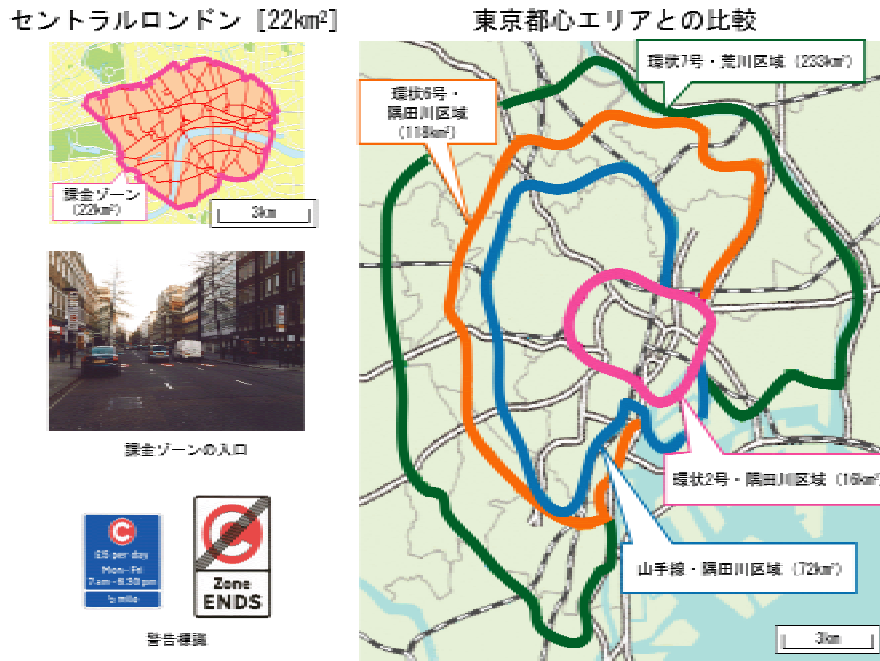 セントラルロンドン [22km²]
東京都心エリアとの比較
環状7号・荒川区域 (233km²)
環状6号・
隅田川区域
(118km²)
課金ゾーン
(22km²)
3km
課金ゾーンの入口
環状2号・隅田川区域 (16km²)
山手線・隅田川区域 (72km²)
C
£5 per day
Mon-Fri
7am-6.30pm
½ mile
Zone
ENDS
警告標識
3km